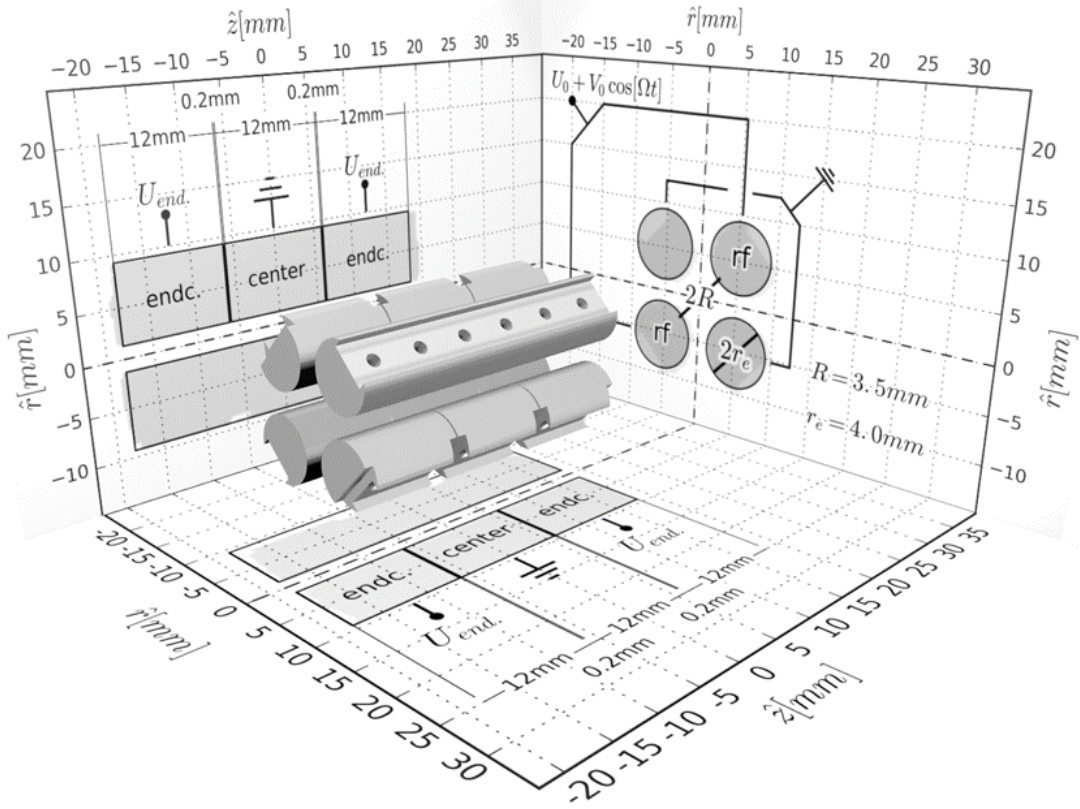 ẑ[mm]
−20 −15 −10 −5 0 5 10 15 20 25 30 35
0.2mm 0.2mm
12mm 12mm 12mm
U_end. U_end.
endc. center endc.
r̂[mm]
20
15
10
5
0
−5
−10
r̂[mm]
−20 −15 −10 −5 0 5 10 15 20 25 30
U₀+V₀cos[Ωt]
rf
2R
rf
2r_e
R=3.5mm
r_e=4.0mm
20
15
10
5
0
−5
−10
r̂[mm]
endc. center endc.
U_end. U_end.
12mm 12mm 12mm
0.2mm 0.2mm
-20 -15 -10 -5 0 5 10 15 20 25 30
r̂[mm]
-20 -15 -10 -5 0 5 10 15 20 25 30 35
ẑ[mm]